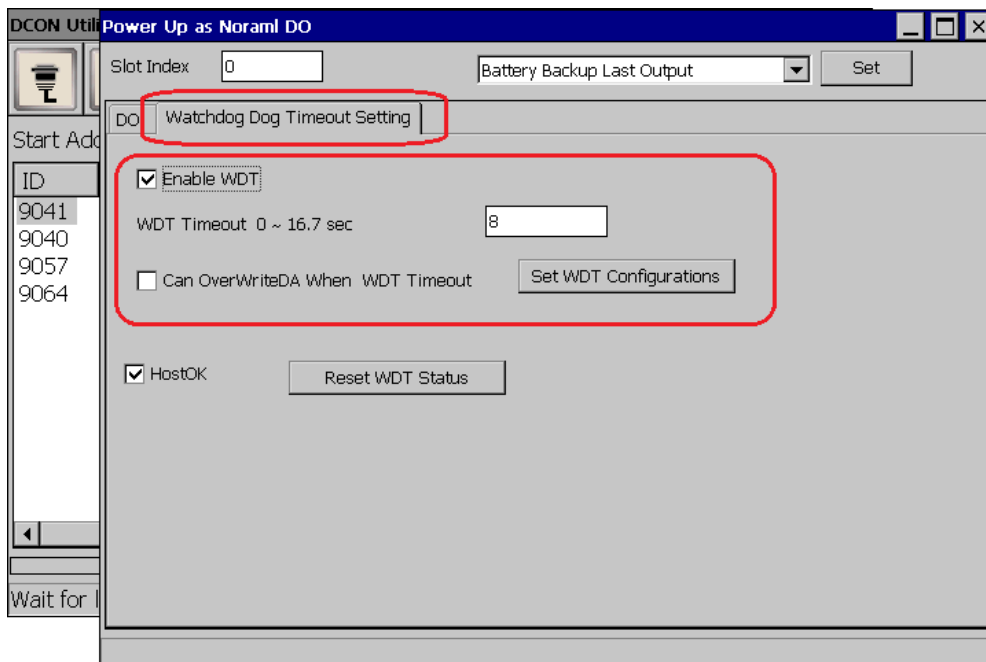 DCON Utili
Power Up as Noraml DO
Slot Index 0 Battery Backup Last Output Set
DO Watchdog Dog Timeout Setting
Start Add
ID
9041
9040
9057
9064
Enable WDT
WDT Timeout 0 ~ 16.7 sec 8
Can OverWriteDA When WDT Timeout Set WDT Configurations
HostOK Reset WDT Status
Wait for